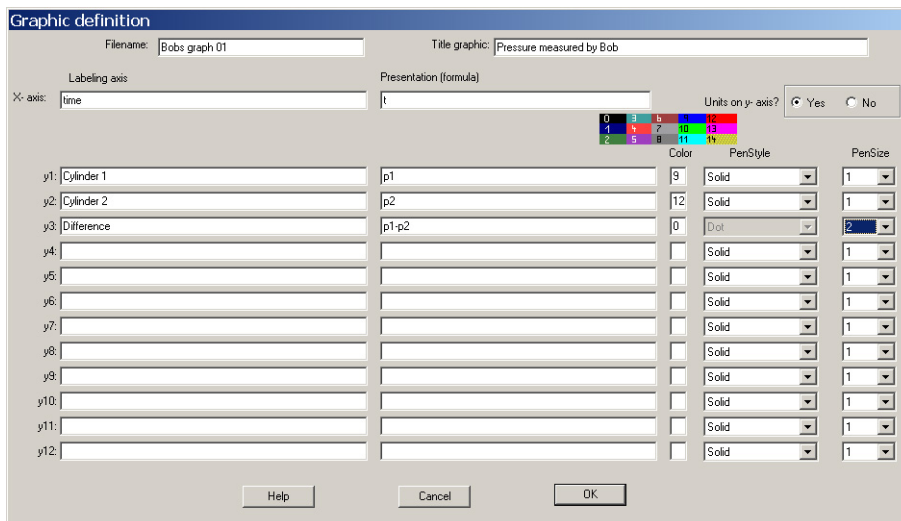 Graphic definition
Filename: Bobs graph 01 Title graphic: Pressure measured by Bob
Labeling axis Presentation (formula)
X- axis: time t Units on y- axis? Yes No
0 3 6 9 12
1 4 7 10 13
2 5 8 11 14
Color PenStyle PenSize
y1: Cylinder 1 p1 9 Solid 1
y2: Cylinder 2 p2 12 Solid 1
y3: Difference p1-p2 0 Dot 2
y4: Solid 1
y5: Solid 1
y6: Solid 1
y7: Solid 1
y8: Solid 1
y9: Solid 1
y10: Solid 1
y11: Solid 1
y12: Solid 1
Help Cancel OK